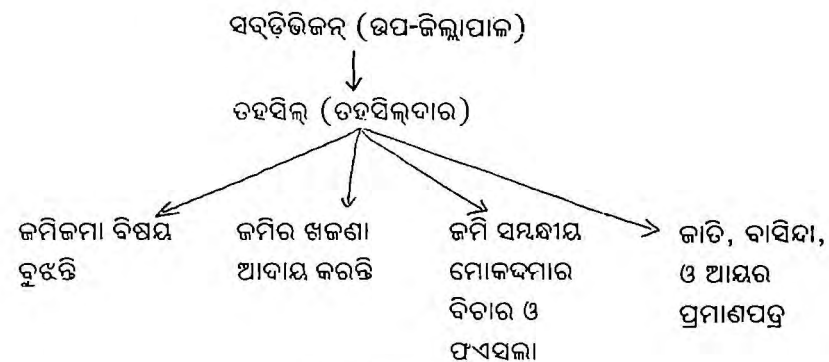 ସବ୍‌ଡ଼ିଭିଜନ୍ (ଉପ-ଜିଲ୍ଲାପାଳ)
ତହସିଲ୍ (ତହସିଲ୍‌ଦାର)
ଜମିଜମା ବିଷୟ
ବୁଝନ୍ତି
ଜମିର ଖଜଣା
ଆଦାୟ କରନ୍ତି
ଜମି ସମ୍ବନ୍ଧୀୟ
ମୋକଦ୍ଦମାର
ବିଚାର ଓ
ଫଏସଲା
ଜାତି, ବାସିନ୍ଦା,
ଓ ଆୟର
ପ୍ରମାଣପତ୍ର